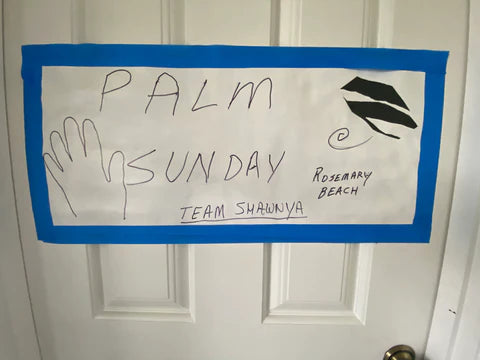 PALM
SUNDAY
TEAM SHAWNYA
ROSEMARY
BEACH